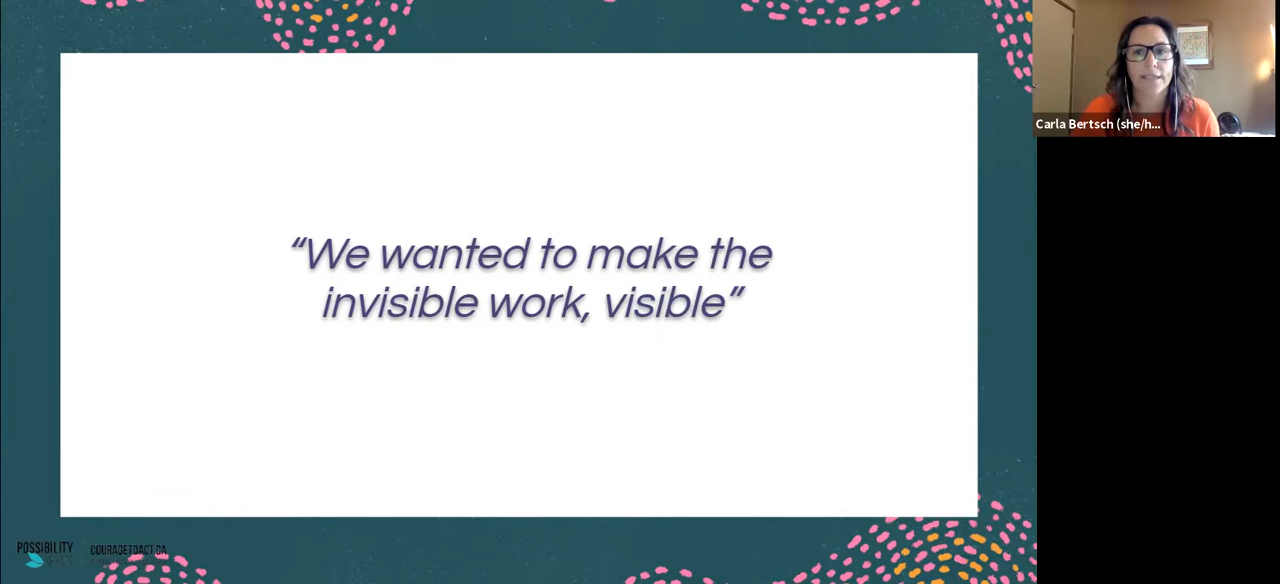 “We wanted to make the
invisible work, visible”
Carla Bertsch (she/h...
POSSIBILITY
COURAGETOACT.CA